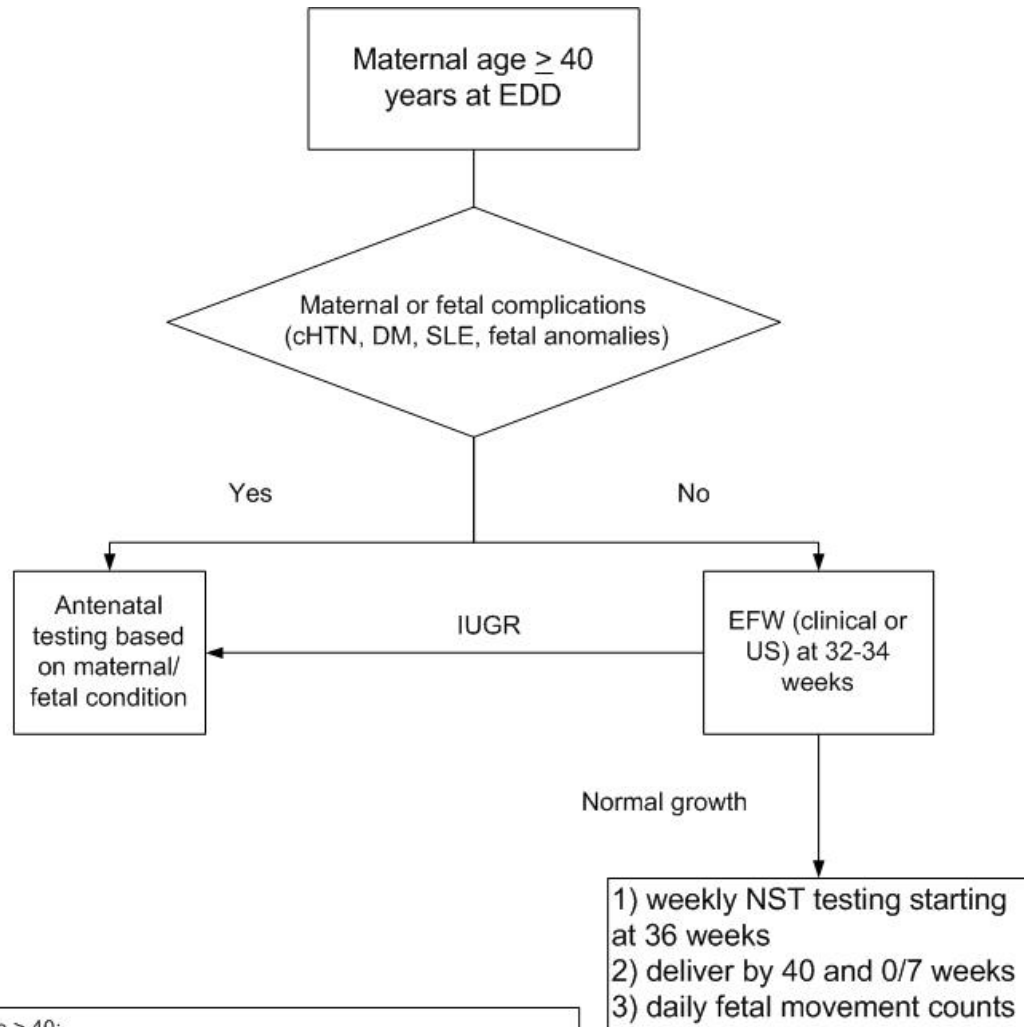 Maternal age ≥ 40
years at EDD
Maternal or fetal complications
(cHTN, DM, SLE, fetal anomalies)
Yes
No
Antenatal
testing based
on maternal/
fetal condition
IUGR
EFW (clinical or
US) at 32-34
weeks
Normal growth
1) weekly NST testing starting
at 36 weeks
2) deliver by 40 and 0/7 weeks
3) daily fetal movement counts